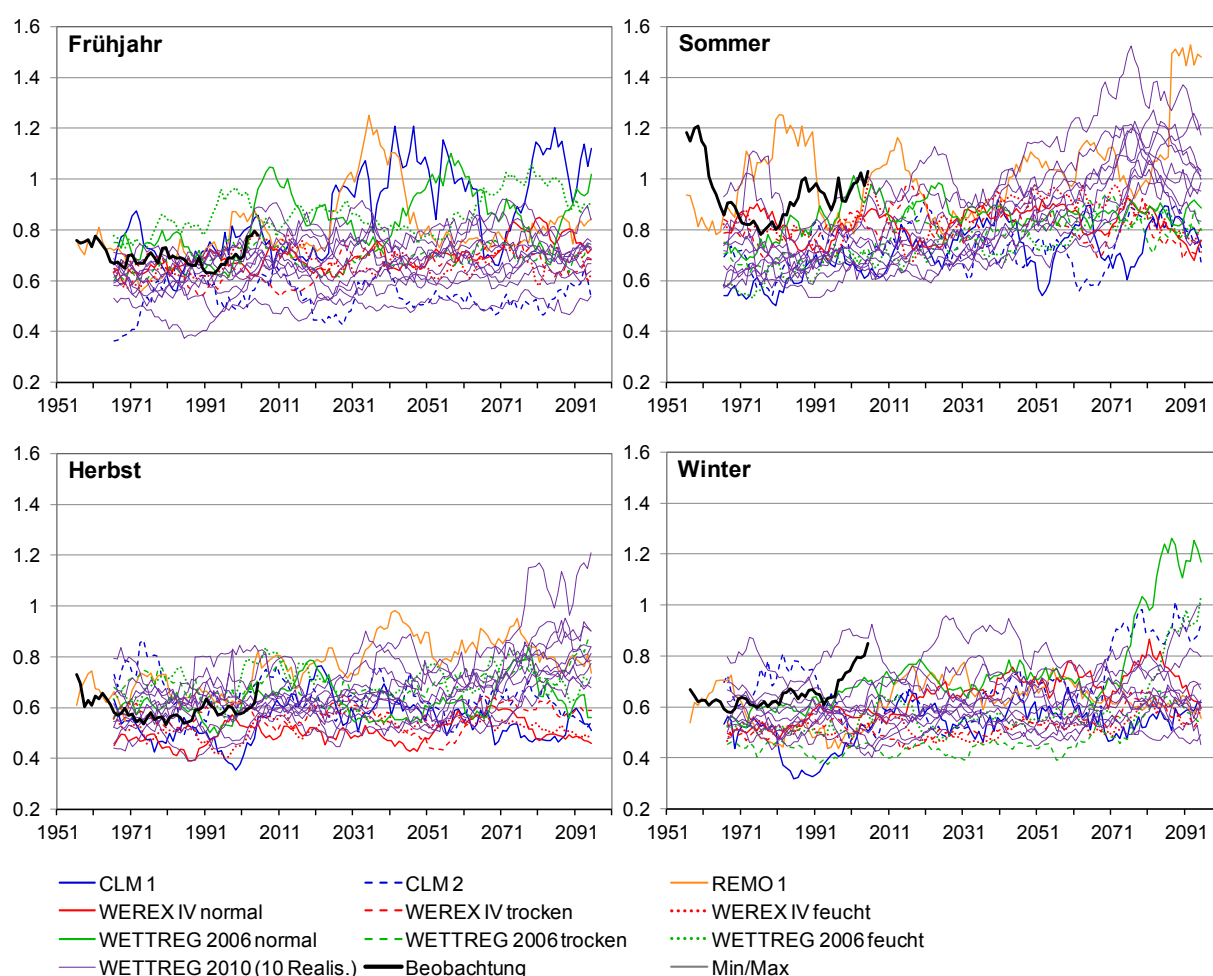 Frühjahr
1.6
1.4
1.2
1
0.8
0.6
0.4
0.2
1951 1971 1991 2011 2031 2051 2071 2091
Sommer
1.6
1.4
1.2
1
0.8
0.6
0.4
0.2
1951 1971 1991 2011 2031 2051 2071 2091
Herbst
1.6
1.4
1.2
1
0.8
0.6
0.4
0.2
1951 1971 1991 2011 2031 2051 2071 2091
Winter
1.6
1.4
1.2
1
0.8
0.6
0.4
0.2
1951 1971 1991 2011 2031 2051 2071 2091
CLM 1 CLM 2 REMO 1
WEREX IV normal WEREX IV trocken WEREX IV feucht
WETTREG 2006 normal WETTREG 2006 trocken WETTREG 2006 feucht
WETTREG 2010 (10 Realis.) Beobachtung Min/Max